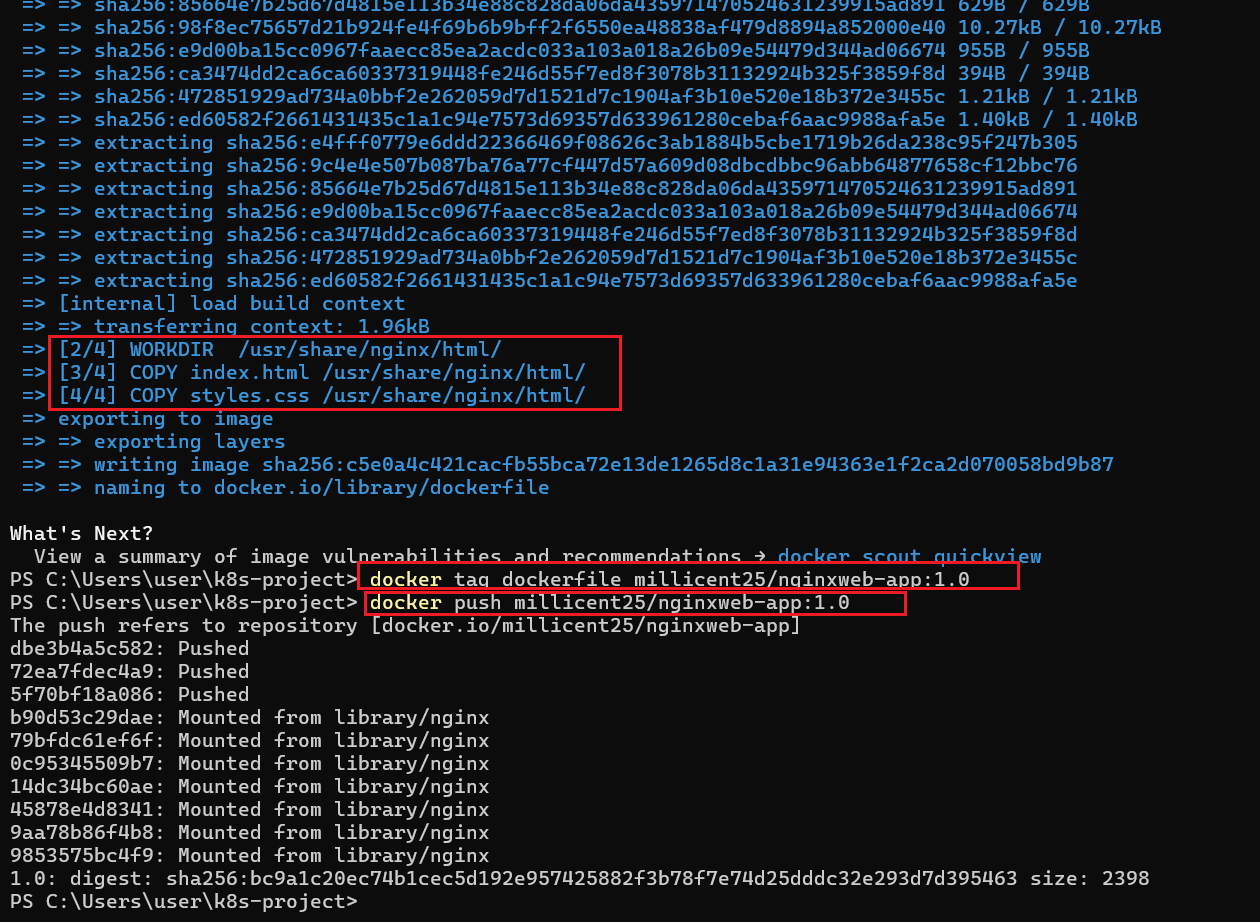 => => sha256:85664e7b25d67d4815e113b34e88c828da06da435971470524631239915ad891 629B / 629B
=> => sha256:98f8ec75657d21b924fe4f69b6b9bff2f6550ea48838af479d8894a852000e40 10.27kB / 10.27kB
=> => sha256:e9d00ba15cc0967faaecc85ea2acdc033a103a018a26b09e54479d344ad06674 955B / 955B
=> => sha256:ca3474dd2ca6ca60337319448fe246d55f7ed8f3078b31132924b325f3859f8d 394B / 394B
=> => sha256:472851929ad734a0bbf2e262059d7d1521d7c1904af3b10e520e18b372e3455c 1.21kB / 1.21kB
=> => sha256:ed60582f2661431435c1a1c94e7573d69357d633961280cebaf6aac9988afa5e 1.40kB / 1.40kB
=> => extracting sha256:e4fff0779e6ddd22366469f08626c3ab1884b5cbe1719b26da238c95f247b305
=> => extracting sha256:9c4e4e507b087ba76a77cf447d57a609d08dbcdbbc96abb64877658cf12bbc76
=> => extracting sha256:85664e7b25d67d4815e113b34e88c828da06da435971470524631239915ad891
=> => extracting sha256:e9d00ba15cc0967faaecc85ea2acdc033a103a018a26b09e54479d344ad06674
=> => extracting sha256:ca3474dd2ca6ca60337319448fe246d55f7ed8f3078b31132924b325f3859f8d
=> => extracting sha256:472851929ad734a0bbf2e262059d7d1521d7c1904af3b10e520e18b372e3455c
=> => extracting sha256:ed60582f2661431435c1a1c94e7573d69357d633961280cebaf6aac9988afa5e
=> [internal] load build context
=> => transferring context: 1.96kB
=> [2/4] WORKDIR  /usr/share/nginx/html/
=> [3/4] COPY index.html /usr/share/nginx/html/
=> [4/4] COPY styles.css /usr/share/nginx/html/
=> exporting to image
=> => exporting layers
=> => writing image sha256:c5e0a4c421cacfb55bca72e13de1265d8c1a31e94363e1f2ca2d070058bd9b87
=> => naming to docker.io/library/dockerfile
What's Next?
View a summary of image vulnerabilities and recommendations → docker scout quickview
PS C:\Users\user\k8s-project> docker tag dockerfile millicent25/nginxweb-app:1.0
PS C:\Users\user\k8s-project> docker push millicent25/nginxweb-app:1.0
The push refers to repository [docker.io/millicent25/nginxweb-app]
dbe3b4a5c582: Pushed
72ea7fdec4a9: Pushed
5f70bf18a086: Pushed
b90d53c29dae: Mounted from library/nginx
79bfdc61ef6f: Mounted from library/nginx
0c95345509b7: Mounted from library/nginx
14dc34bc60ae: Mounted from library/nginx
45878e4d8341: Mounted from library/nginx
9aa78b86f4b8: Mounted from library/nginx
9853575bc4f9: Mounted from library/nginx
1.0: digest: sha256:bc9a1c20ec74b1cec5d192e957425882f3b78f7e74d25dddc32e293d7d395463 size: 2398
PS C:\Users\user\k8s-project>